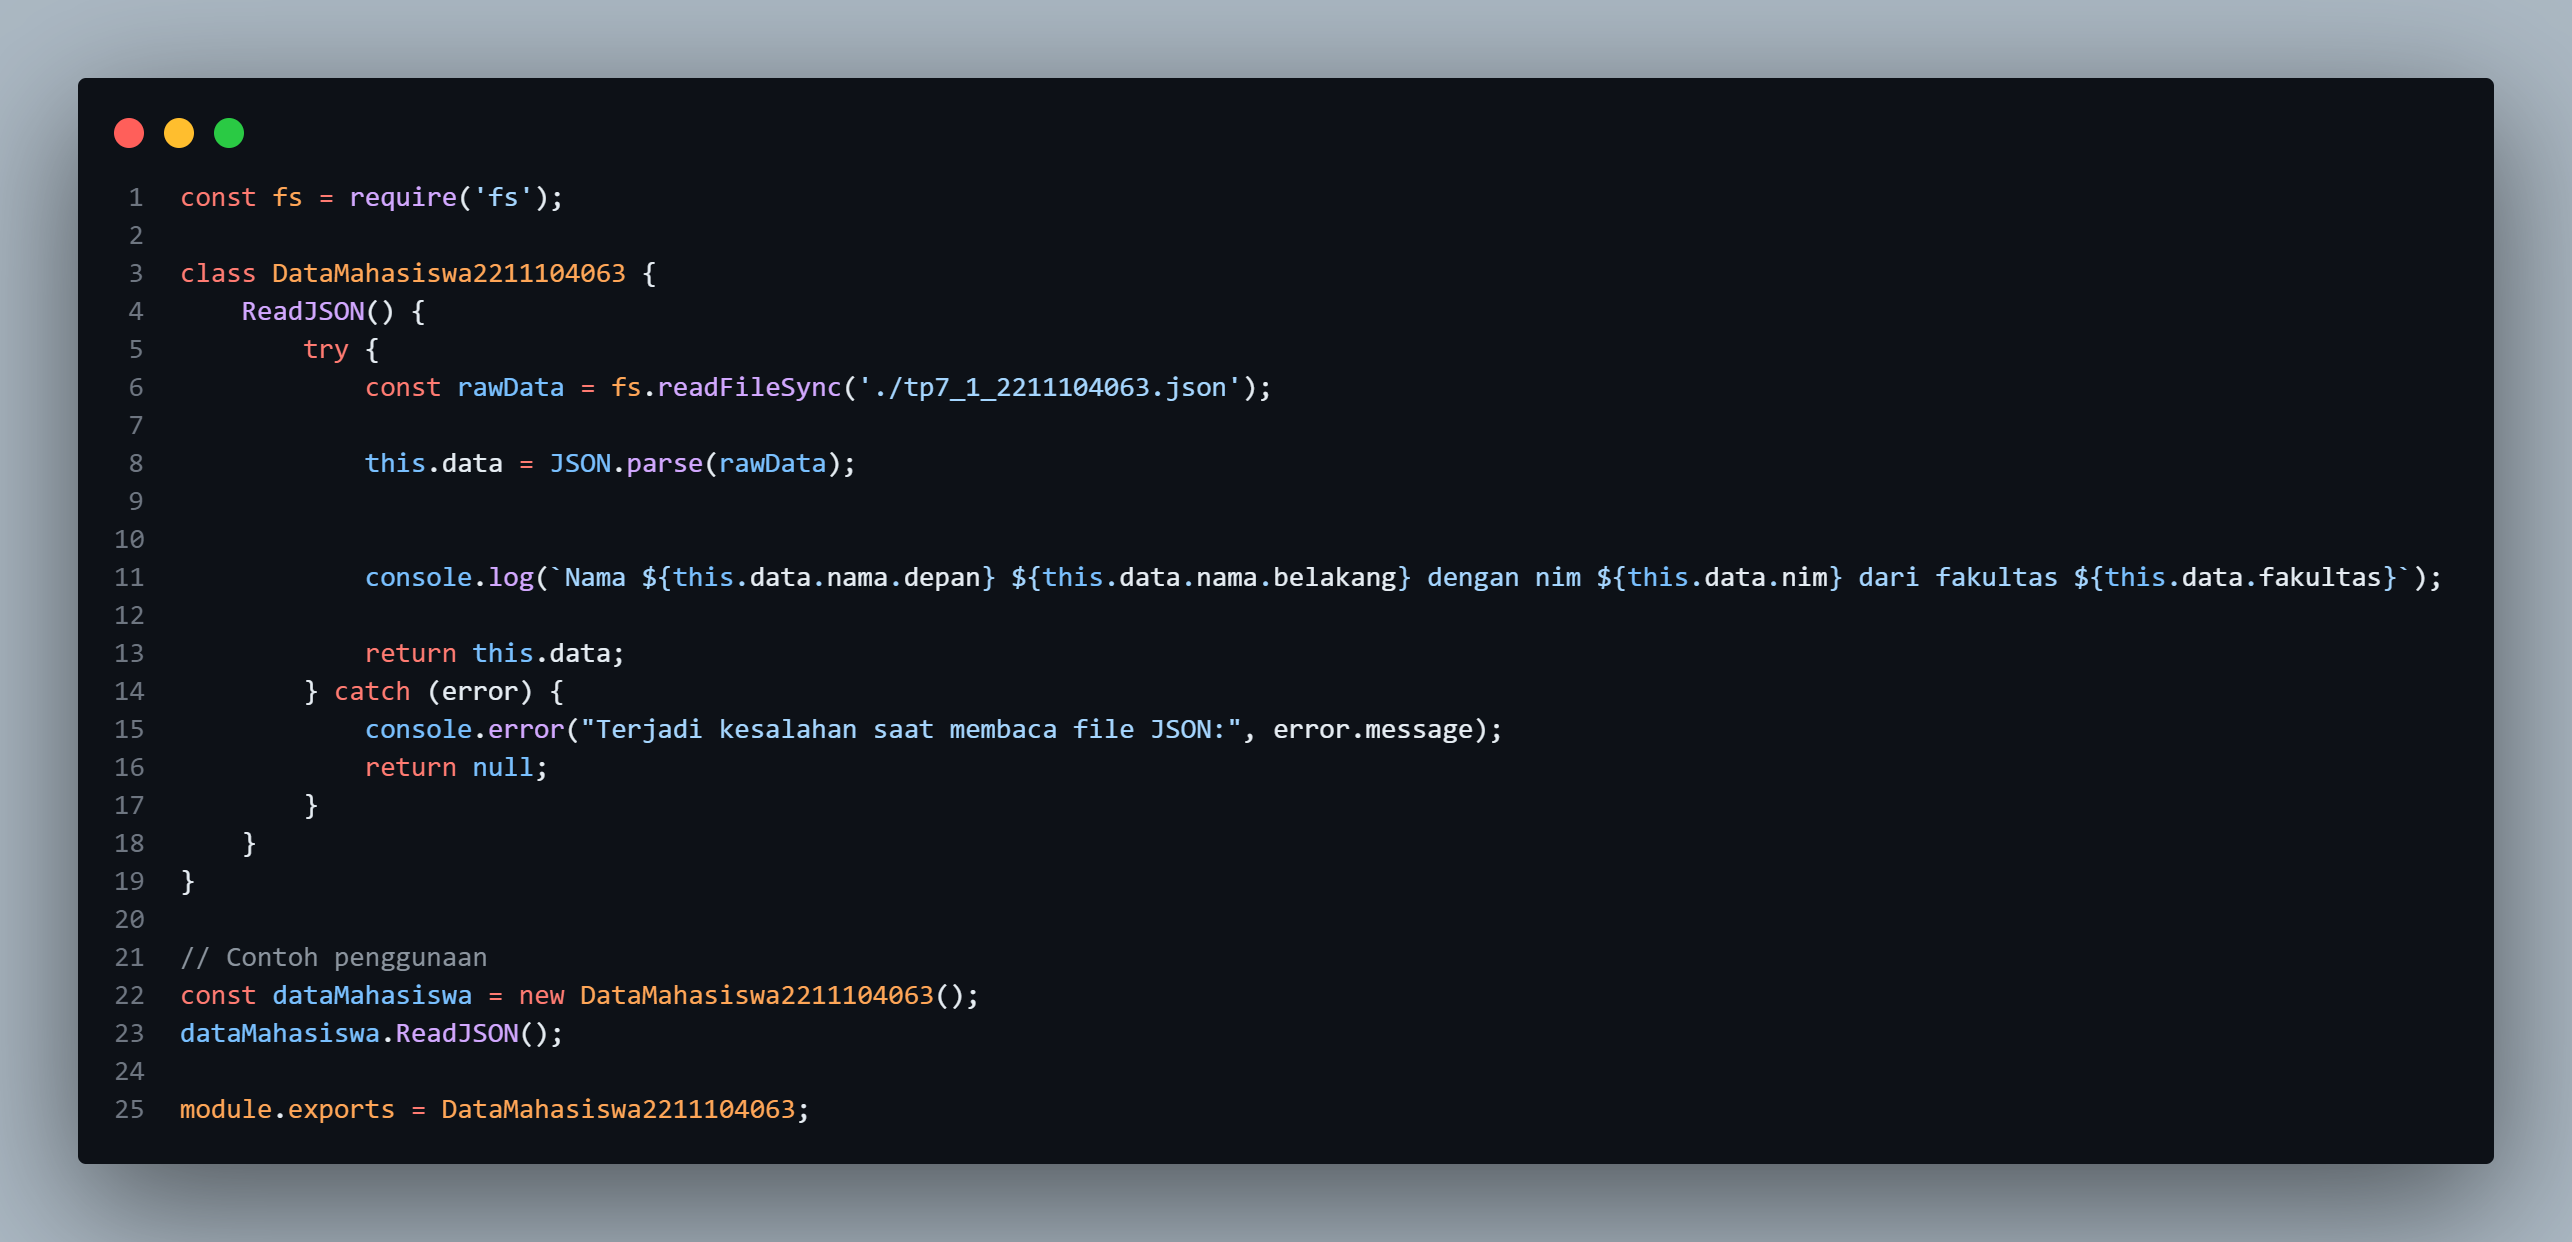 1 const fs = require('fs');
2
3 class DataMahasiswa2211104063 {
4     ReadJSON() {
5         try {
6             const rawData = fs.readFileSync('./tp7_1_2211104063.json');
7
8             this.data = JSON.parse(rawData);
9
10
11             console.log(`Nama ${this.data.nama.depan} ${this.data.nama.belakang} dengan nim ${this.data.nim} dari fakultas ${this.data.fakultas}`);
12
13             return this.data;
14         } catch (error) {
15             console.error("Terjadi kesalahan saat membaca file JSON:", error.message);
16             return null;
17         }
18     }
19 }
20
21 // Contoh penggunaan
22 const dataMahasiswa = new DataMahasiswa2211104063();
23 dataMahasiswa.ReadJSON();
24
25 module.exports = DataMahasiswa2211104063;